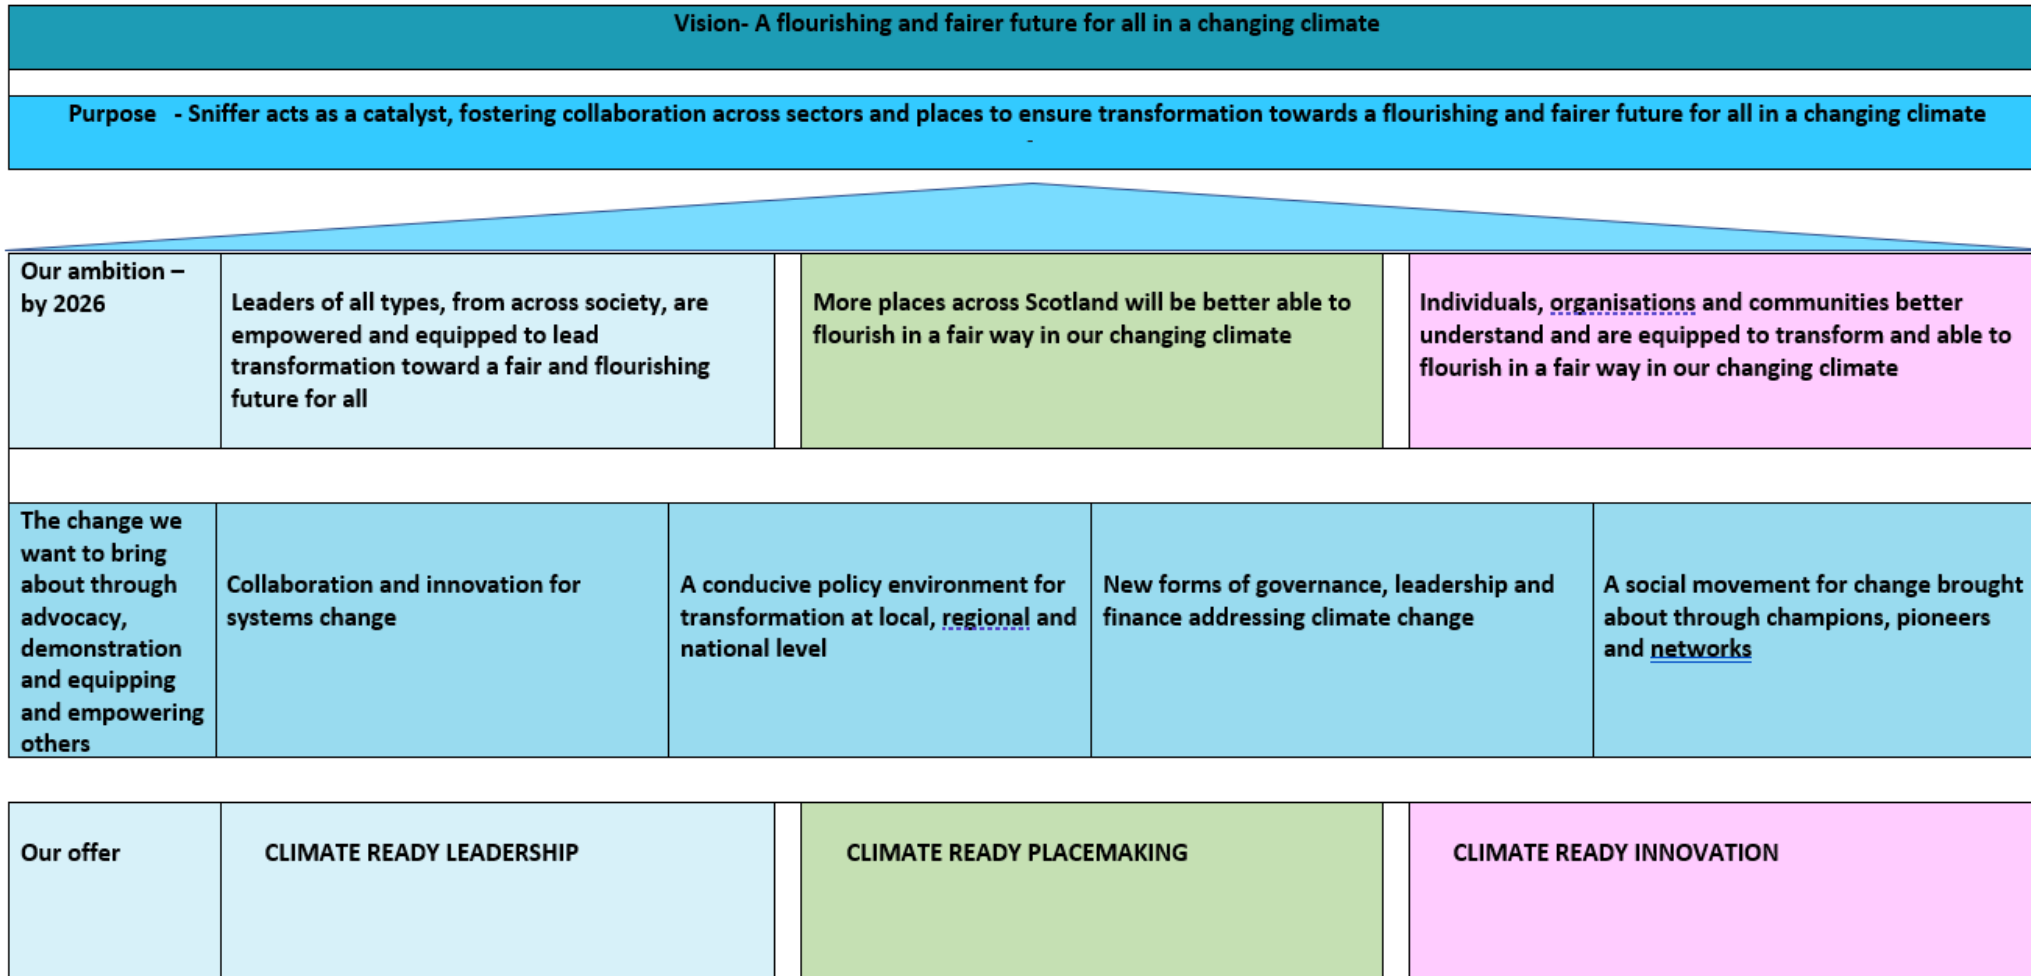 Vision- A flourishing and fairer future for all in a changing climate
Purpose - Sniffer acts as a catalyst, fostering collaboration across sectors and places to ensure transformation towards a flourishing and fairer future for all in a changing climate
-
Our ambition –
by 2026
Leaders of all types, from across society, are
empowered and equipped to lead
transformation toward a fair and flourishing
future for all
More places across Scotland will be better able to
flourish in a fair way in our changing climate
Individuals, organisations and communities better
understand and are equipped to transform and able to
flourish in a fair way in our changing climate
The change we
want to bring
about through
advocacy,
demonstration
and equipping
and empowering
others
Collaboration and innovation for
systems change
A conducive policy environment for
transformation at local, regional and
national level
New forms of governance, leadership and
finance addressing climate change
A social movement for change brought
about through champions, pioneers
and networks
Our offer
CLIMATE READY LEADERSHIP
CLIMATE READY PLACEMAKING
CLIMATE READY INNOVATION